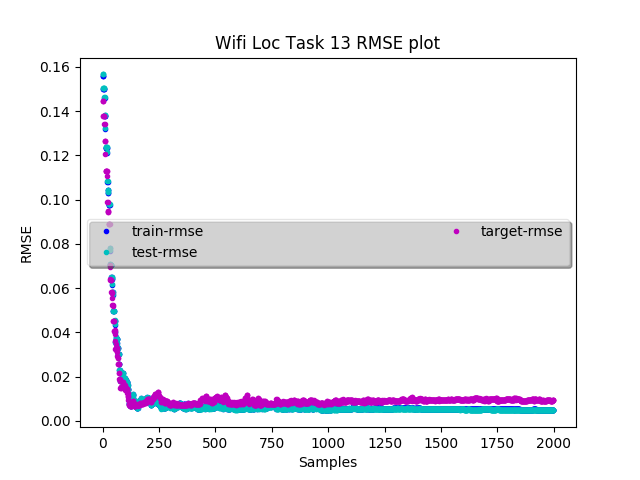 Wifi Loc Task 13 RMSE plot
0.16
0.14
0.12
0.10
0.08
0.06
0.04
0.02
0.00
RMSE
train-rmse
test-rmse
target-rmse
0 250 500 750 1000 1250 1500 1750 2000
Samples